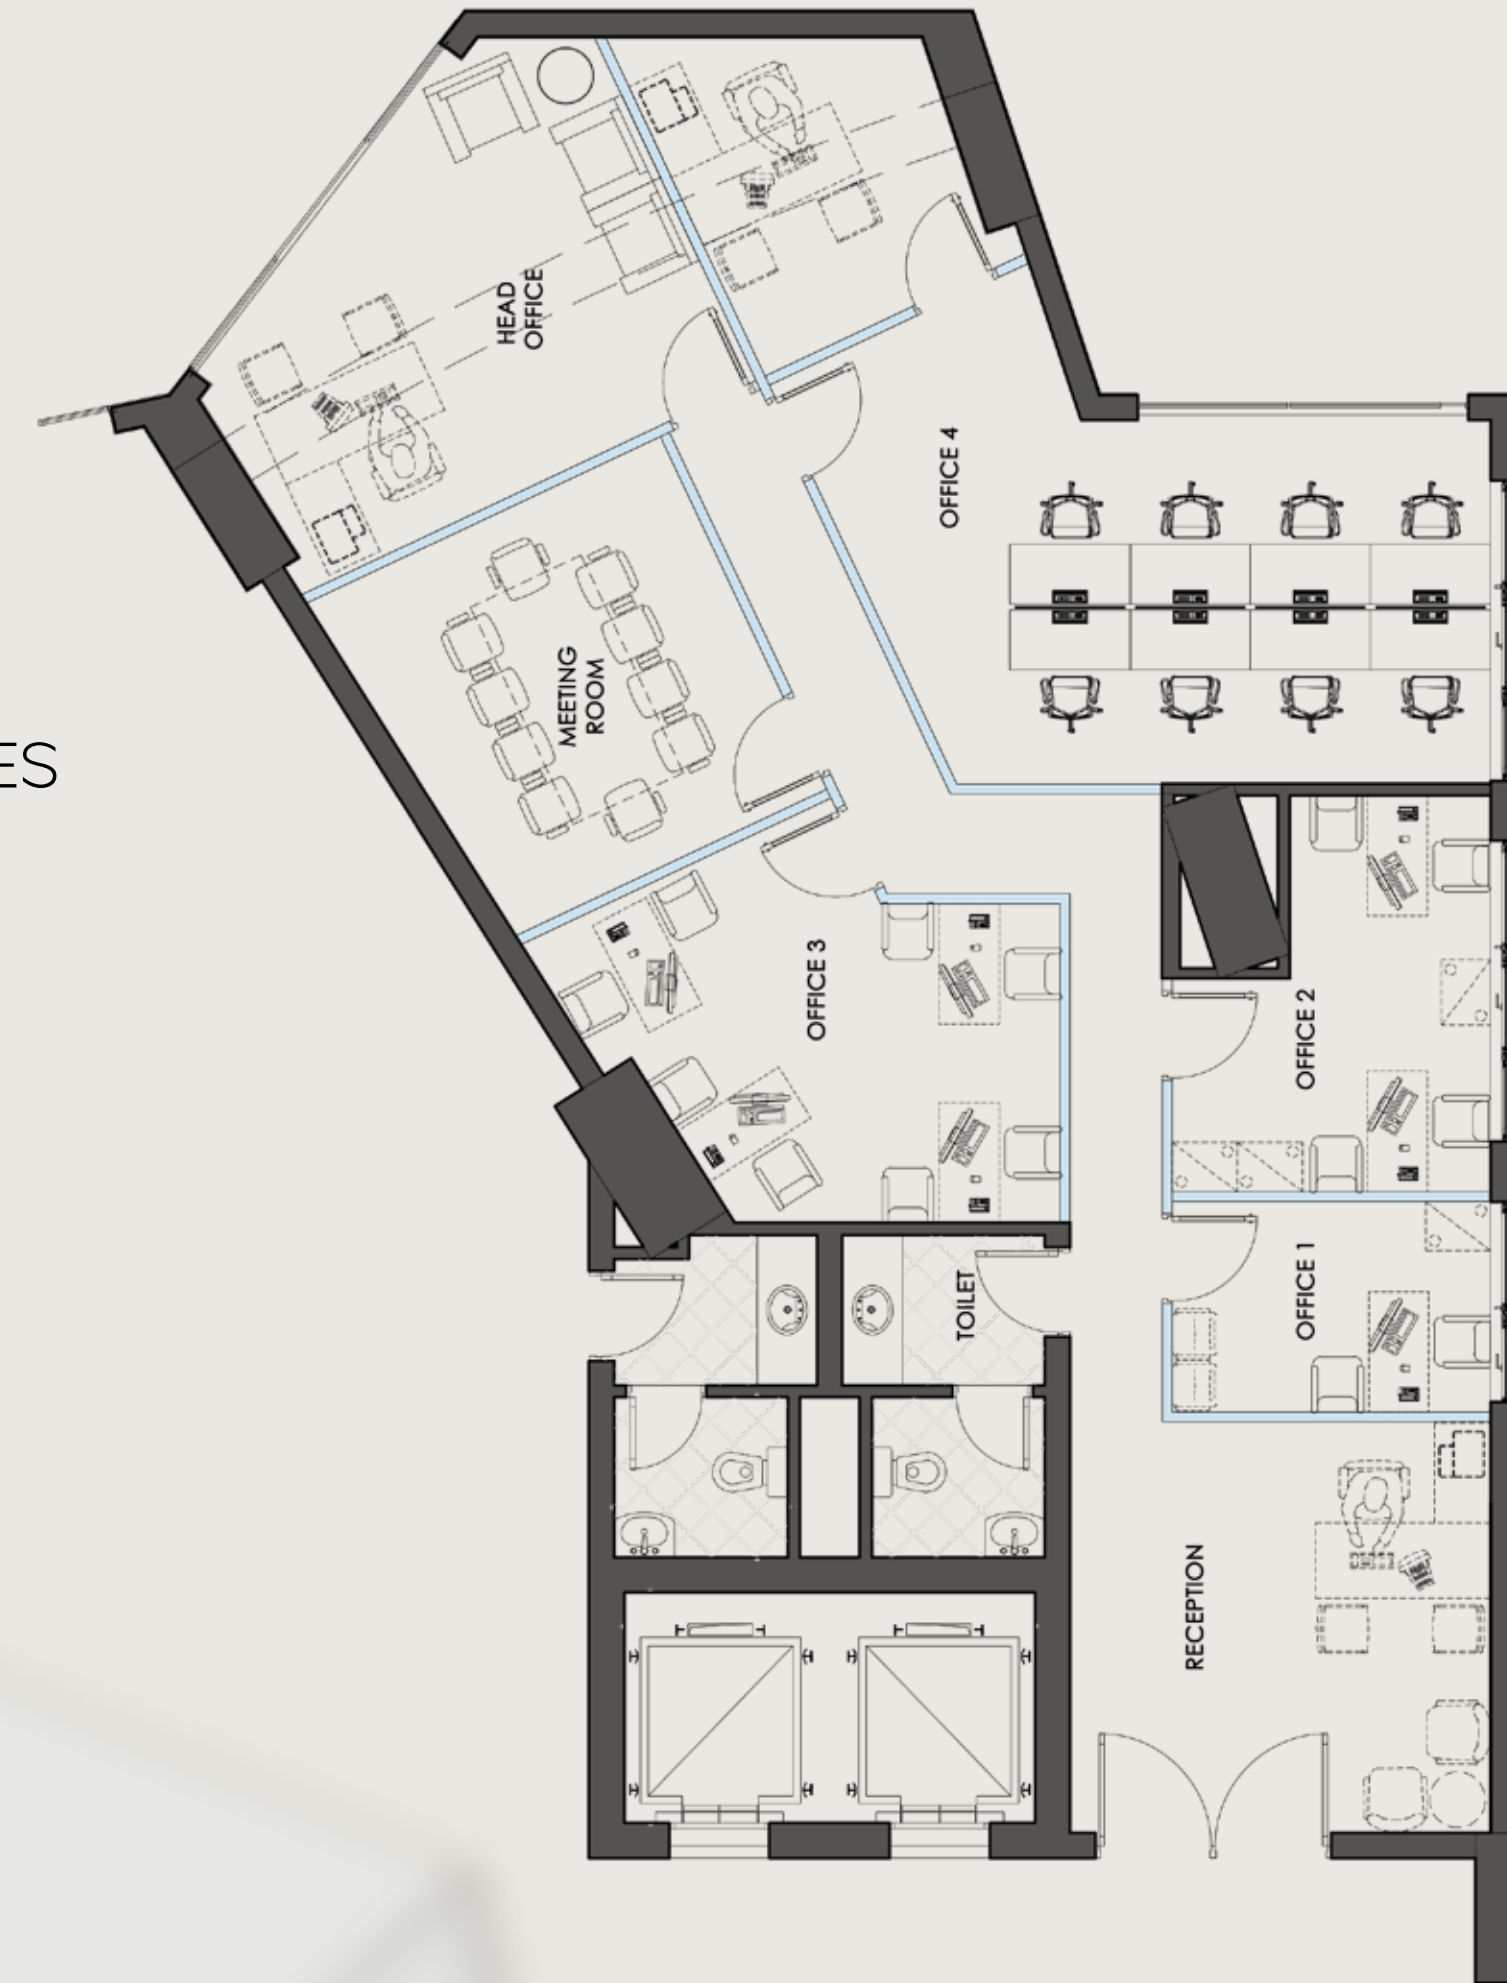 HEAD
OFFICE
OFFICE 4
MEETING
ROOM
ES
OFFICE 3
OFFICE 2
OFFICE 1
TOILET
RECEPTION